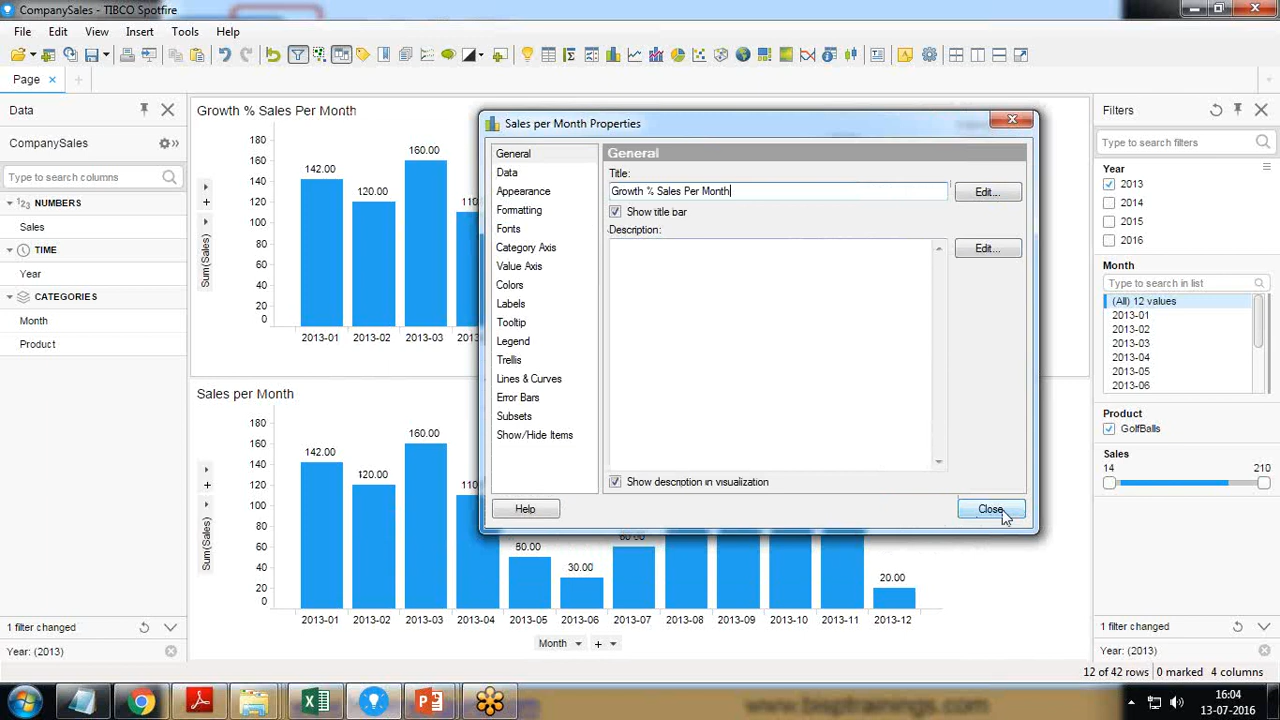 CompanySales - TIBCO Spotfire
File Edit View Insert Tools Help
Page
Data
CompanySales
Type to search columns
NUMBERS
Sales
TIME
Year
CATEGORIES
Month
Product
1 filter changed
Year: (2013)
Growth % Sales Per Month
180
160
140
120
100
80
60
40
20
0
Sum(Sales)
142.00
120.00
160.00
2013-01 2013-02 2013-03
Sales per Month
180
160
140
120
100
80
60
40
20
0
Sum(Sales)
142.00
120.00
160.00
30.00
20.00
2013-01 2013-02 2013-03 2013-04 2013-05 2013-06 2013-07 2013-08 2013-09 2013-10 2013-11 2013-12
Month +
Sales per Month Properties
General
Data
Appearance
Formatting
Fonts
Category Axis
Value Axis
Colors
Labels
Tooltip
Legend
Trellis
Lines & Curves
Error Bars
Subsets
Show/Hide Items
General
Title:
Growth % Sales Per Month
Edit...
Show title bar
Description:
Edit...
Show description in visualization
Help
Close
Filters
Type to search filters
Year
2013
2014
2015
2016
Month
Type to search in list
(All) 12 values
2013-01
2013-02
2013-03
2013-04
2013-05
2013-06
Product
GolfBalls
Sales
14 210
1 filter changed
Year: (2013)
12 of 42 rows 0 marked 4 columns
16:04
13-07-2016